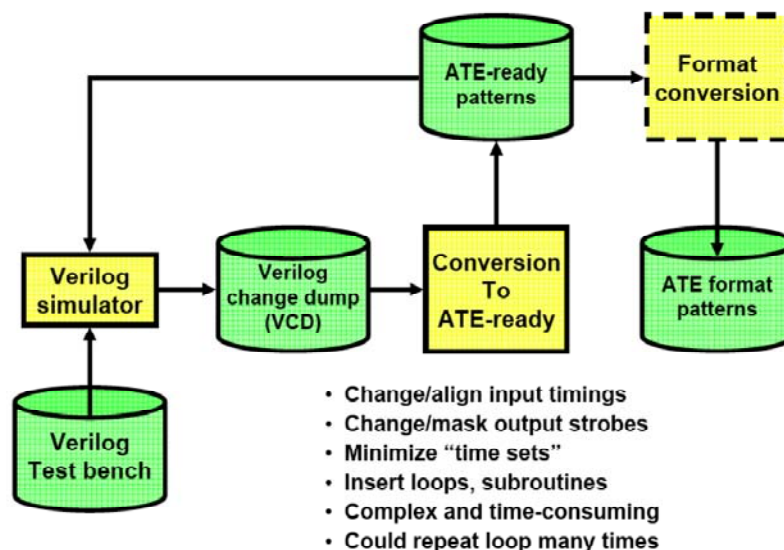 ATE-ready
patterns
Format
conversion
Verilog
simulator
Verilog
change dump
(VCD)
Conversion
To
ATE-ready
ATE format
patterns
Verilog
Test bench
• Change/align input timings
• Change/mask output strobes
• Minimize “time sets”
• Insert loops, subroutines
• Complex and time-consuming
• Could repeat loop many times